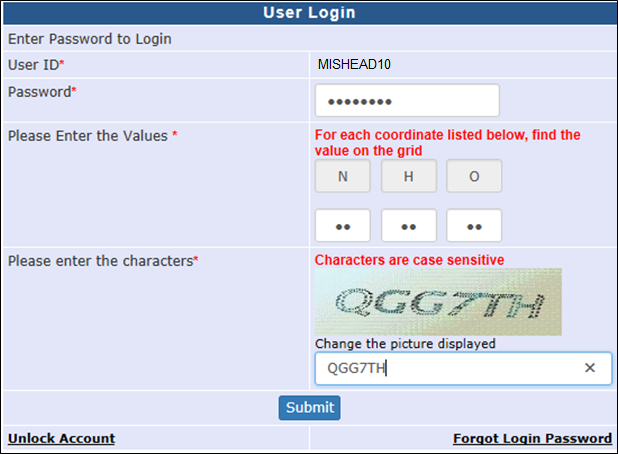 User Login
Enter Password to Login
User ID*
MISHEAD10
Password*
••••••••
Please Enter the Values *
For each coordinate listed below, find the
value on the grid
N H O
•• •• ••
Please enter the characters*
Characters are case sensitive
QGG7TH
Change the picture displayed
QGG7TH ×
Submit
Unlock Account
Forgot Login Password